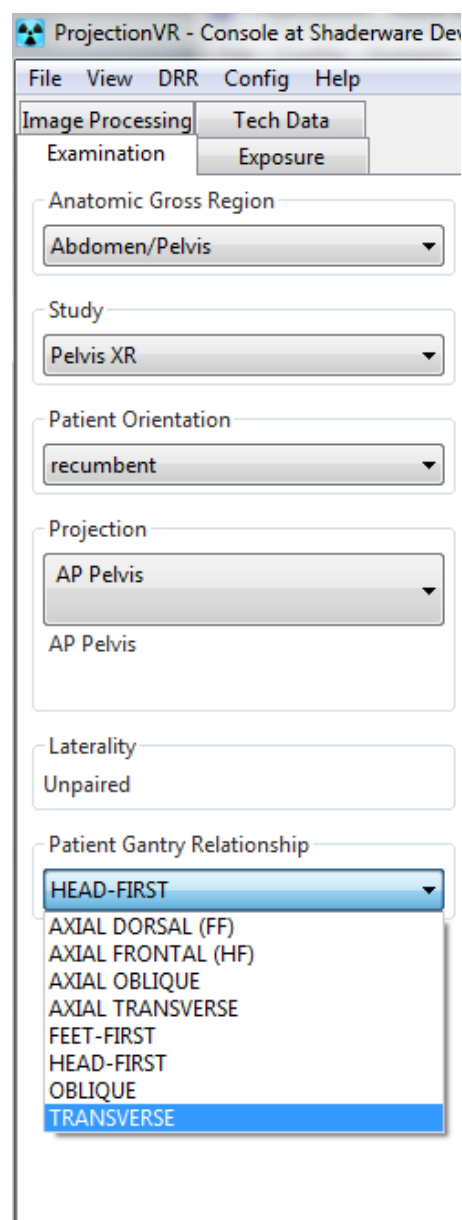 ProjectionVR - Console at Shaderware Dev
File View DRR Config Help
Image Processing Tech Data
Examination Exposure
Anatomic Gross Region
Abdomen/Pelvis
Study
Pelvis XR
Patient Orientation
recumbent
Projection
AP Pelvis
AP Pelvis
Laterality
Unpaired
Patient Gantry Relationship
HEAD-FIRST
AXIAL DORSAL (FF)
AXIAL FRONTAL (HF)
AXIAL OBLIQUE
AXIAL TRANSVERSE
FEET-FIRST
HEAD-FIRST
OBLIQUE
TRANSVERSE